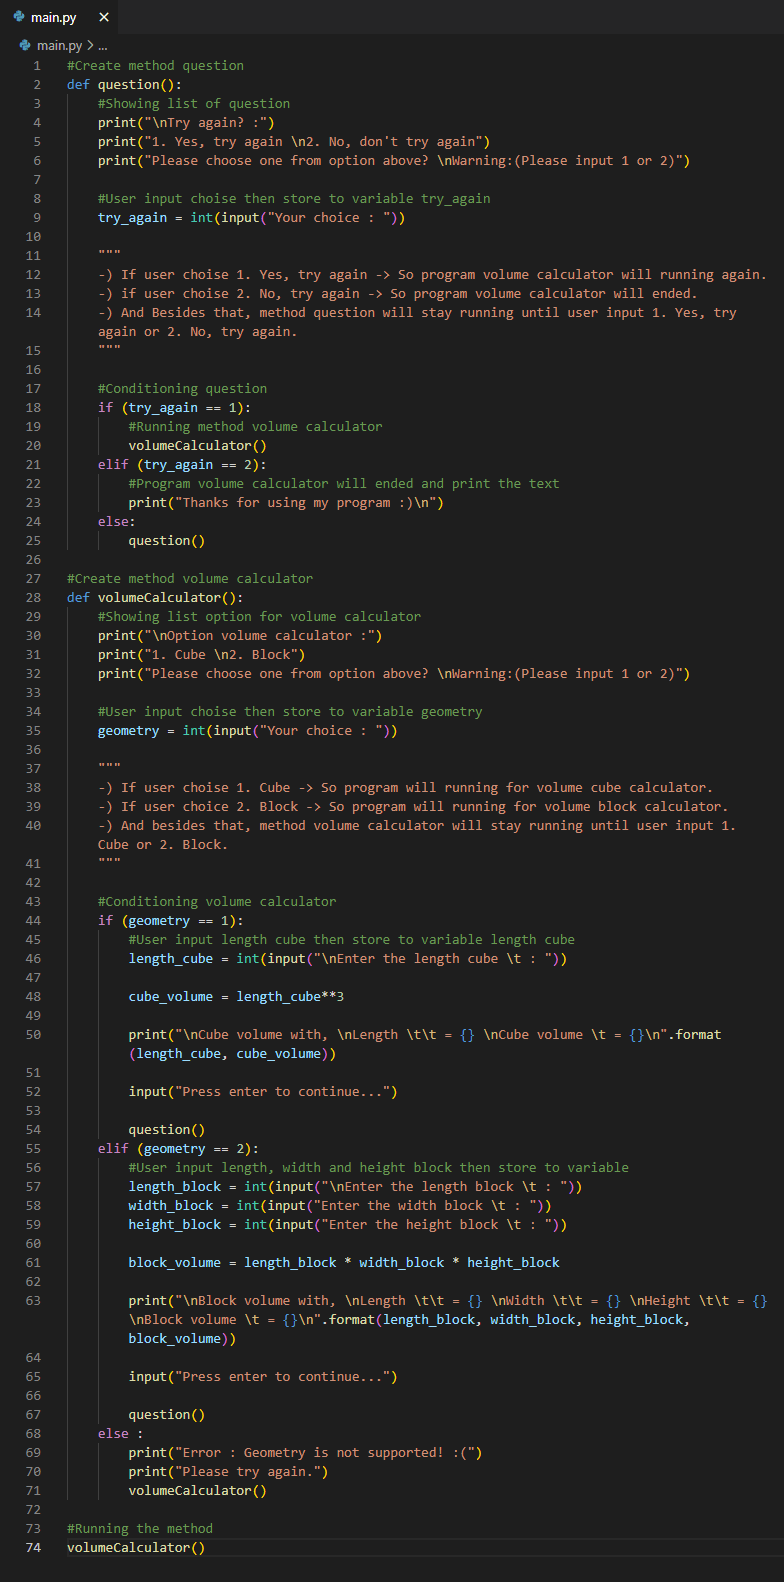 main.py
main.py > ...
1 #Create method question
2 def question():
3 #Showing list of question
4 print("\nTry again? :")
5 print("1. Yes, try again \n2. No, don't try again")
6 print("Please choose one from option above? \nWarning:(Please input 1 or 2)")
7
8 #User input choise then store to variable try_again
9 try_again = int(input("Your choice : "))
10
11 """
12 -) If user choise 1. Yes, try again -> So program volume calculator will running again.
13 -) if user choise 2. No, try again -> So program volume calculator will ended.
14 -) And Besides that, method question will stay running until user input 1. Yes, try
again or 2. No, try again.
15 """
16
17 #Conditioning question
18 if (try_again == 1):
19 #Running method volume calculator
20 volumeCalculator()
21 elif (try_again == 2):
22 #Program volume calculator will ended and print the text
23 print("Thanks for using my program :)\n")
24 else:
25 question()
26
27 #Create method volume calculator
28 def volumeCalculator():
29 #Showing list option for volume calculator
30 print("\nOption volume calculator :")
31 print("1. Cube \n2. Block")
32 print("Please choose one from option above? \nWarning:(Please input 1 or 2)")
33
34 #User input choise then store to variable geometry
35 geometry = int(input("Your choice : "))
36
37 """
38 -) If user choise 1. Cube -> So program will running for volume cube calculator.
39 -) If user choice 2. Block -> So program will running for volume block calculator.
40 -) And besides that, method volume calculator will stay running until user input 1.
Cube or 2. Block.
41 """
42
43 #Conditioning volume calculator
44 if (geometry == 1):
45 #User input length cube then store to variable length cube
46 length_cube = int(input("\nEnter the length cube \t : "))
47
48 cube_volume = length_cube**3
49
50 print("\nCube volume with, \nLength \t\t = {} \nCube volume \t = {}\n".format
(length_cube, cube_volume))
51
52 input("Press enter to continue...")
53
54 question()
55 elif (geometry == 2):
56 #User input length, width and height block then store to variable
57 length_block = int(input("\nEnter the length block \t : "))
58 width_block = int(input("Enter the width block \t : "))
59 height_block = int(input("Enter the height block \t : "))
60
61 block_volume = length_block * width_block * height_block
62
63 print("\nBlock volume with, \nLength \t\t = {} \nWidth \t\t = {} \nHeight \t\t = {}
\nBlock volume \t = {}\n".format(length_block, width_block, height_block,
block_volume))
64
65 input("Press enter to continue...")
66
67 question()
68 else :
69 print("Error : Geometry is not supported! :(")
70 print("Please try again.")
71 volumeCalculator()
72
73 #Running the method
74 volumeCalculator()